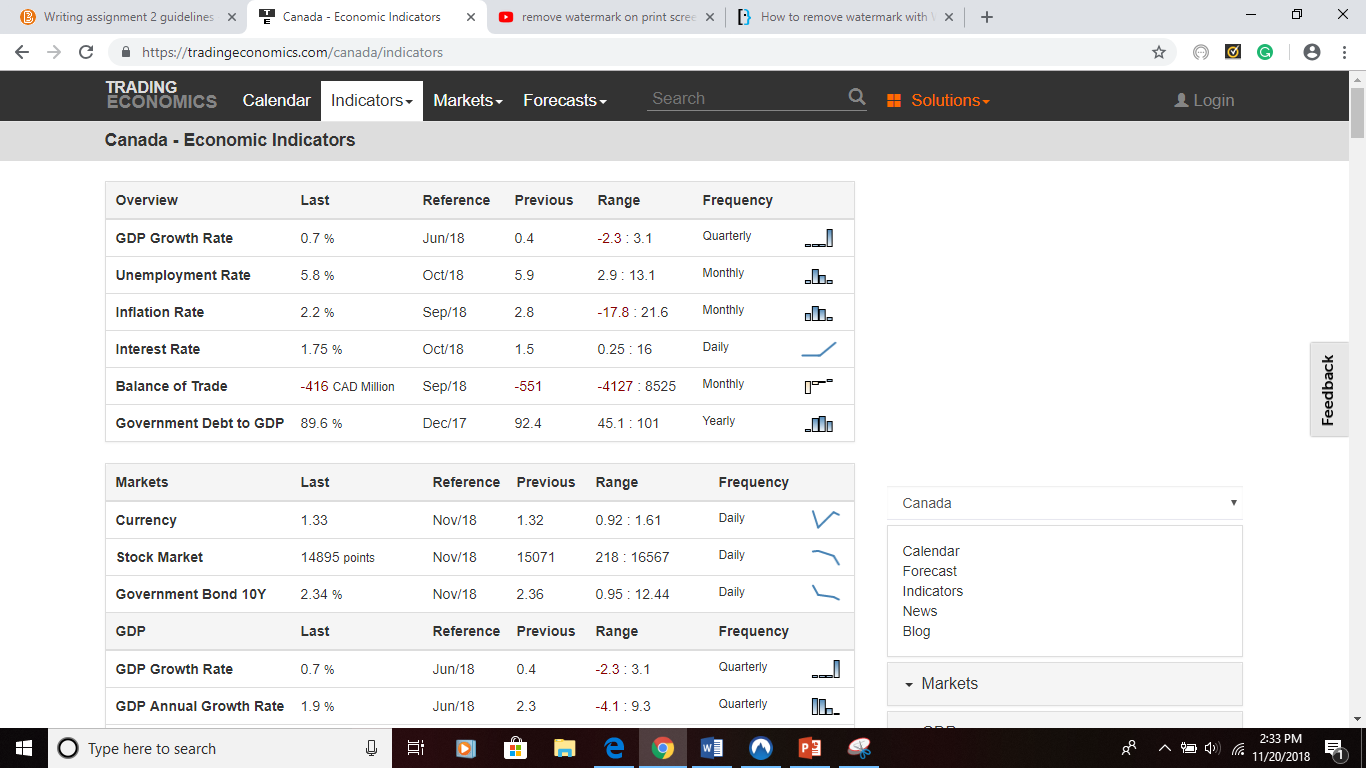 Writing assignment 2 guidelines
Canada - Economic Indicators
remove watermark on print scree
How to remove watermark with
https://tradingeconomics.com/canada/indicators
TRADING
ECONOMICS
Calendar Indicators Markets Forecasts Search Solutions Login
Canada - Economic Indicators
Overview Last Reference Previous Range Frequency
GDP Growth Rate 0.7 % Jun/18 0.4 -2.3 : 3.1 Quarterly
Unemployment Rate 5.8 % Oct/18 5.9 2.9 : 13.1 Monthly
Inflation Rate 2.2 % Sep/18 2.8 -17.8 : 21.6 Monthly
Interest Rate 1.75 % Oct/18 1.5 0.25 : 16 Daily
Balance of Trade -416 CAD Million Sep/18 -551 -4127 : 8525 Monthly
Government Debt to GDP 89.6 % Dec/17 92.4 45.1 : 101 Yearly
Feedback
Markets Last Reference Previous Range Frequency
Currency 1.33 Nov/18 1.32 0.92 : 1.61 Daily
Stock Market 14895 points Nov/18 15071 218 : 16567 Daily
Government Bond 10Y 2.34 % Nov/18 2.36 0.95 : 12.44 Daily
GDP Last Reference Previous Range Frequency
GDP Growth Rate 0.7 % Jun/18 0.4 -2.3 : 3.1 Quarterly
GDP Annual Growth Rate 1.9 % Jun/18 2.3 -4.1 : 9.3 Quarterly
Canada
Calendar
Forecast
Indicators
News
Blog
Markets
Type here to search
2:33 PM
11/20/2018
1